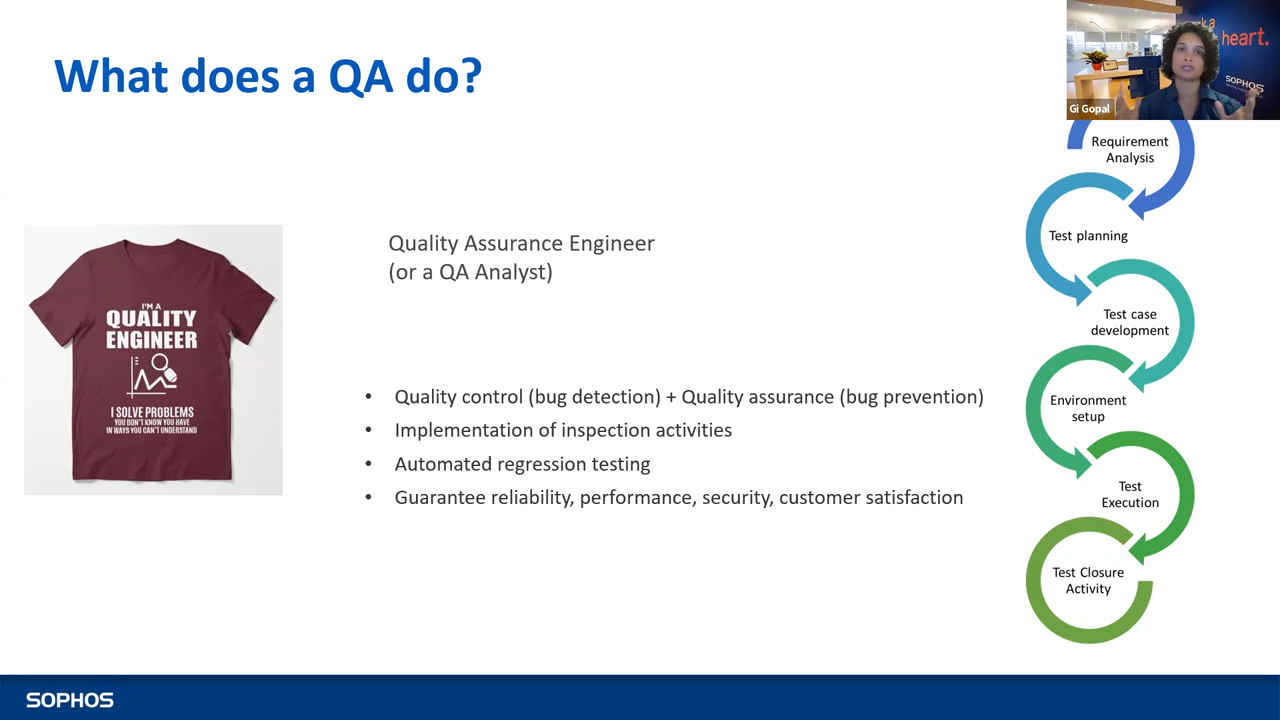 What does a QA do?
rk a
heart.
SOPHOS
Gi Gopal
Requirement
Analysis
Test planning
Quality Assurance Engineer
(or a QA Analyst)
I'M A
QUALITY
ENGINEER
I SOLVE PROBLEMS
YOU DON'T KNOW YOU HAVE
IN WAYS YOU CAN'T UNDERSTAND
Test case
development
• Quality control (bug detection) + Quality assurance (bug prevention)
• Implementation of inspection activities
• Automated regression testing
• Guarantee reliability, performance, security, customer satisfaction
Environment
setup
Test
Execution
Test Closure
Activity
SOPHOS